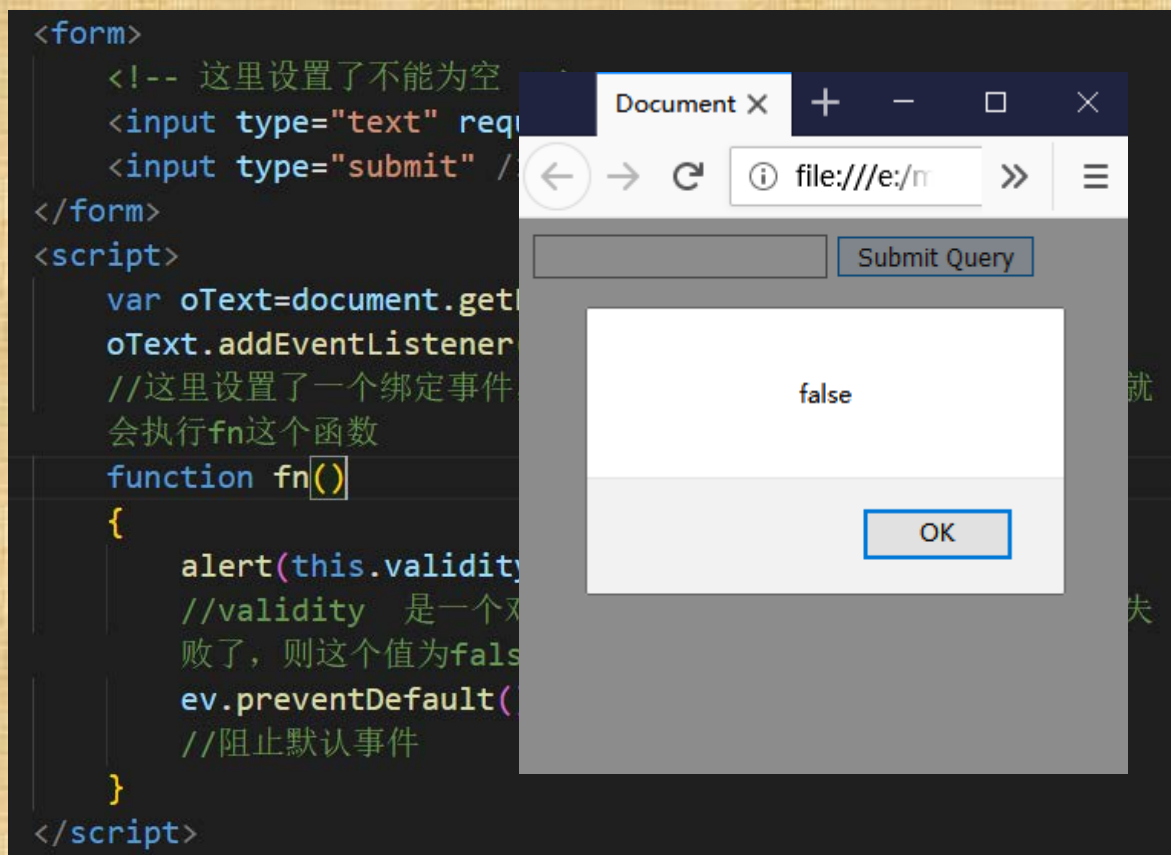 <form>
<!-- 这里设置了不能为空
<input type="text" requ
<input type="submit" /
</form>
<script>
var oText=document.get
oText.addEventListener
//这里设置了一个绑定事件
就
会执行fn这个函数
function fn()
{
alert(this.validity
//validity 是一个对
失
败了，则这个值为fals
ev.preventDefault(
//阻止默认事件
}
</script>
Document
file:///e:/m
Submit Query
false
OK